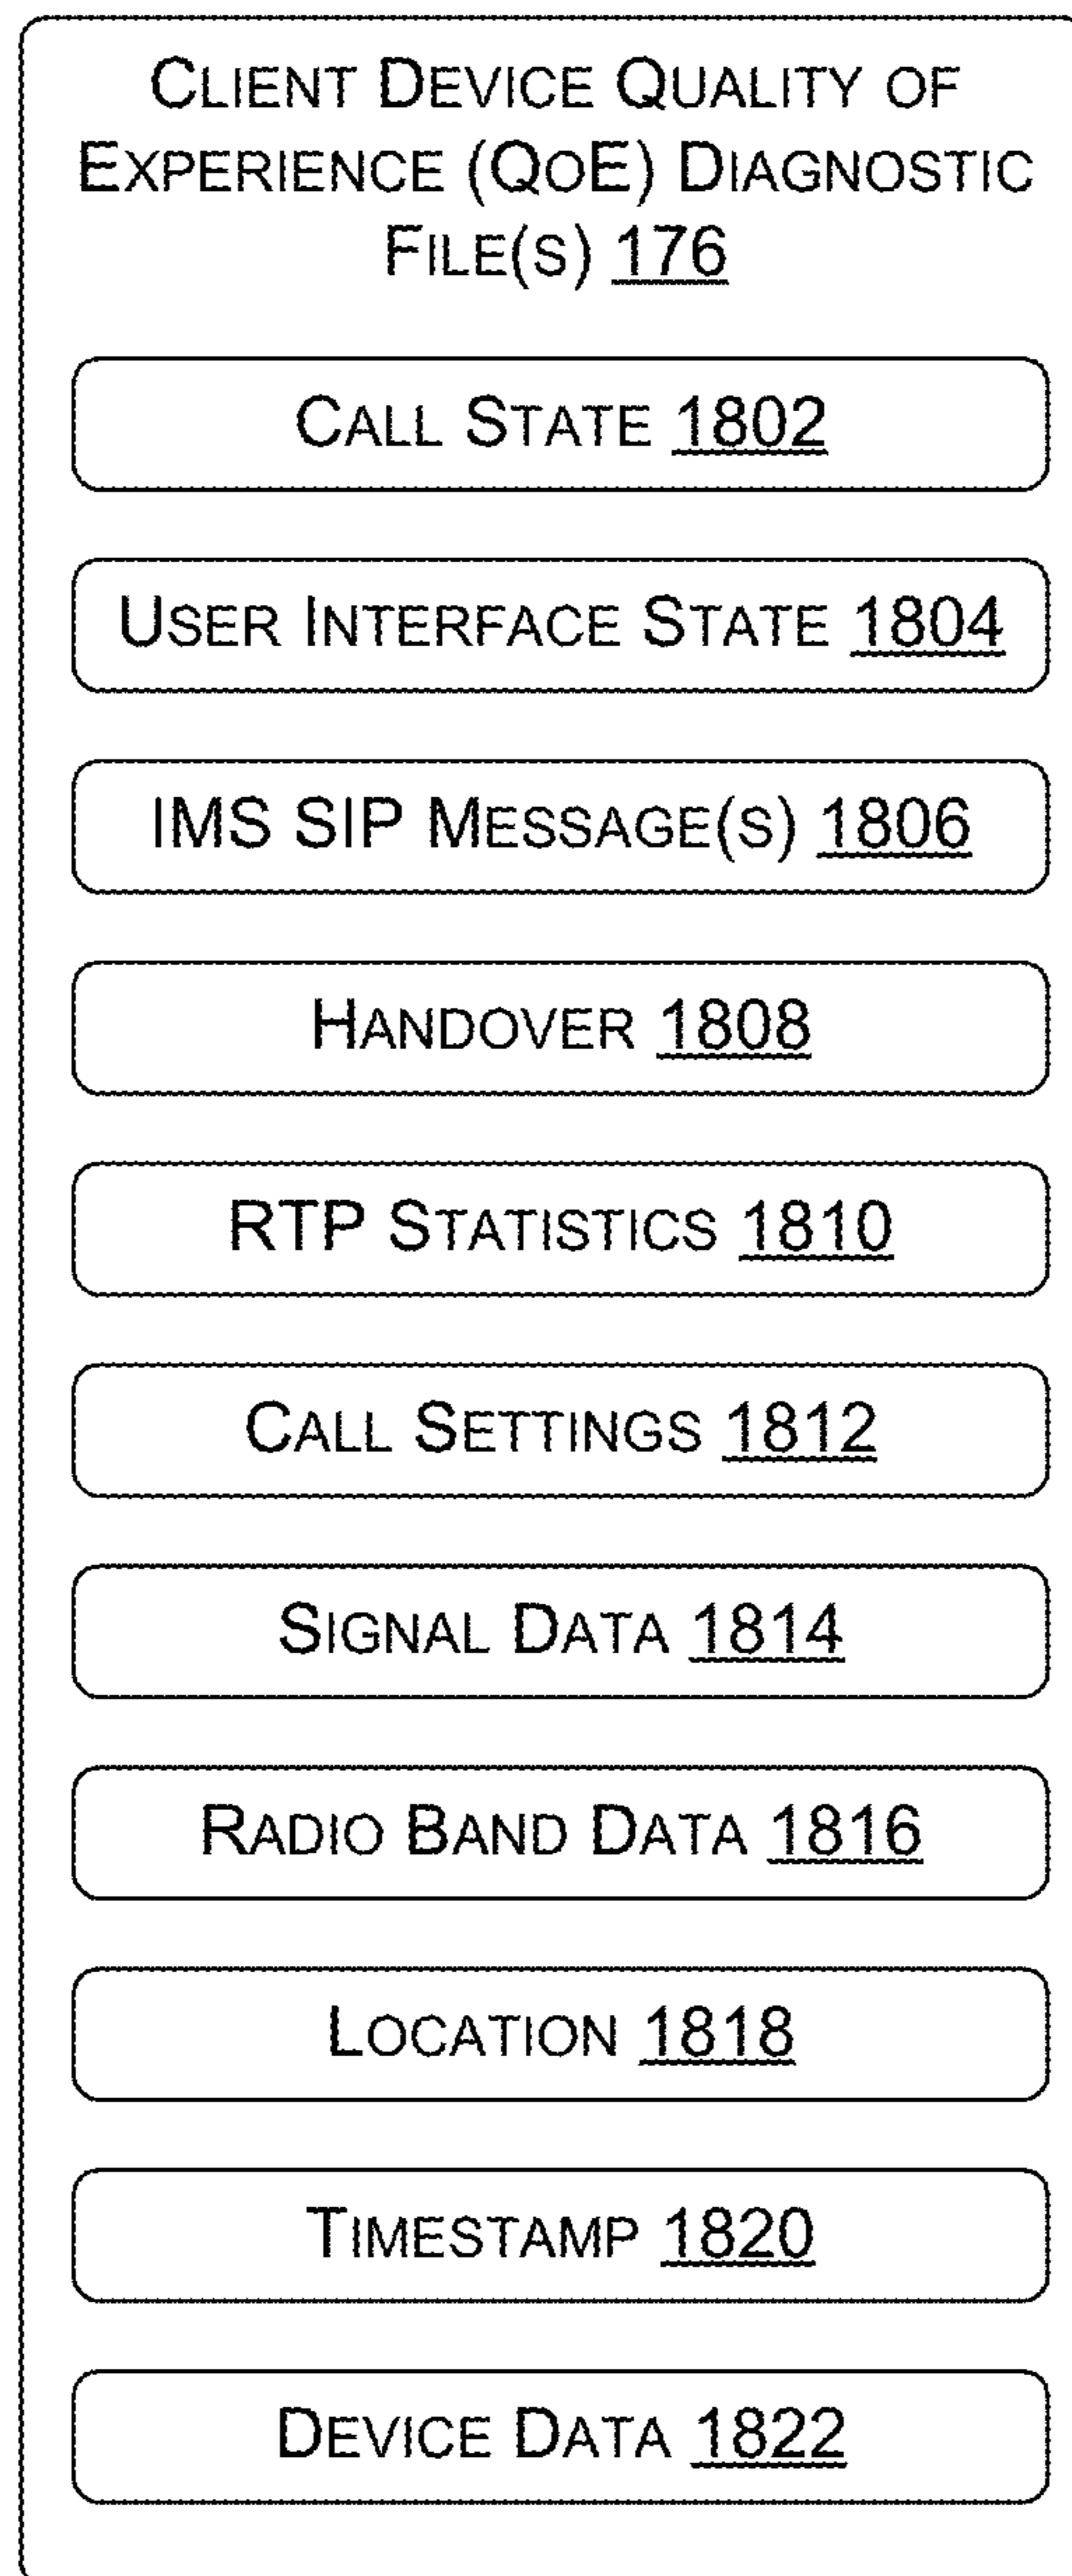 CLIENT DEVICE QUALITY OF
EXPERIENCE (QOE) DIAGNOSTIC
FILE(S) 176
CALL STATE 1802
USER INTERFACE STATE 1804
IMS SIP MESSAGE(S) 1806
HANDOVER 1808
RTP STATISTICS 1810
CALL SETTINGS 1812
SIGNAL DATA 1814
RADIO BAND DATA 1816
LOCATION 1818
TIMESTAMP 1820
DEVICE DATA 1822